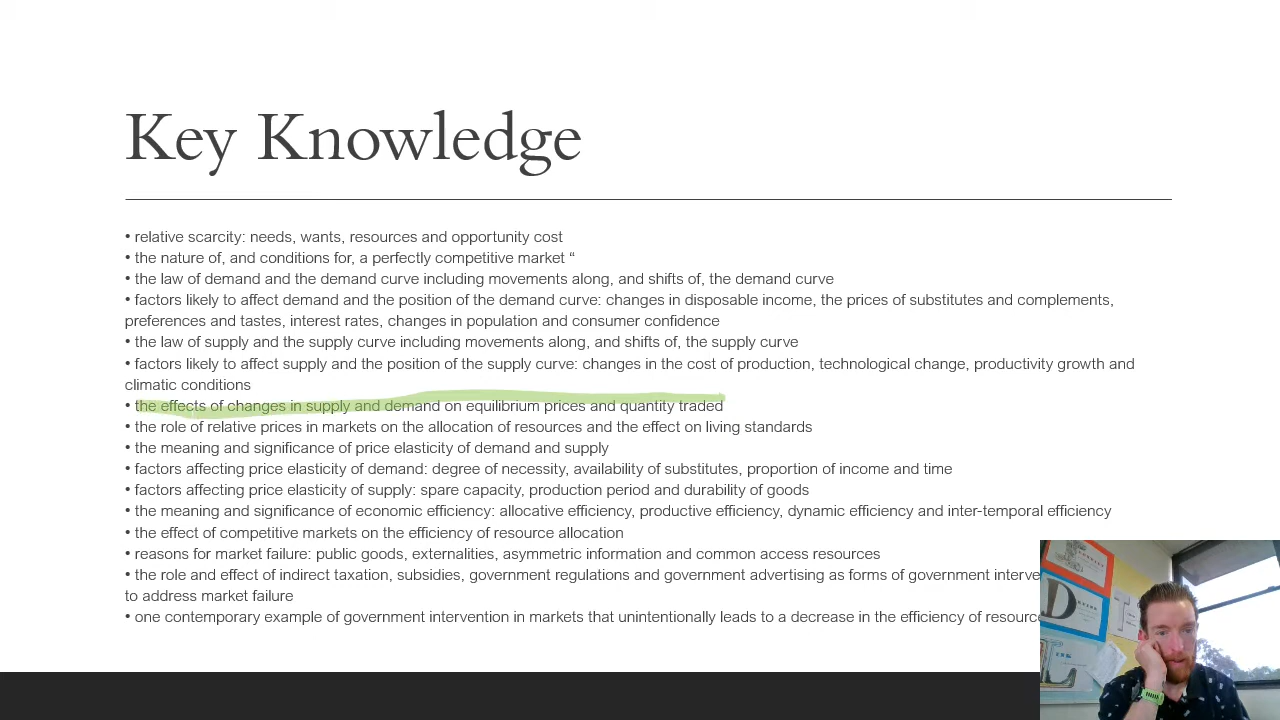 Key Knowledge
• relative scarcity: needs, wants, resources and opportunity cost
• the nature of, and conditions for, a perfectly competitive market “
• the law of demand and the demand curve including movements along, and shifts of, the demand curve
• factors likely to affect demand and the position of the demand curve: changes in disposable income, the prices of substitutes and complements,
preferences and tastes, interest rates, changes in population and consumer confidence
• the law of supply and the supply curve including movements along, and shifts of, the supply curve
• factors likely to affect supply and the position of the supply curve: changes in the cost of production, technological change, productivity growth and
climatic conditions
• the effects of changes in supply and demand on equilibrium prices and quantity traded
• the role of relative prices in markets on the allocation of resources and the effect on living standards
• the meaning and significance of price elasticity of demand and supply
• factors affecting price elasticity of demand: degree of necessity, availability of substitutes, proportion of income and time
• factors affecting price elasticity of supply: spare capacity, production period and durability of goods
• the meaning and significance of economic efficiency: allocative efficiency, productive efficiency, dynamic efficiency and inter-temporal efficiency
• the effect of competitive markets on the efficiency of resource allocation
• reasons for market failure: public goods, externalities, asymmetric information and common access resources
• the role and effect of indirect taxation, subsidies, government regulations and government advertising as forms of government interve
to address market failure
• one contemporary example of government intervention in markets that unintentionally leads to a decrease in the efficiency of resourc